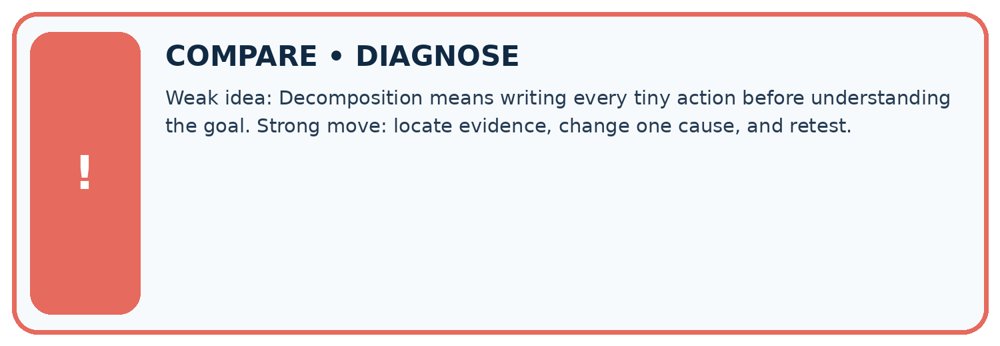 !
COMPARE • DIAGNOSE
Weak idea: Decomposition means writing every tiny action before understanding
the goal. Strong move: locate evidence, change one cause, and retest.